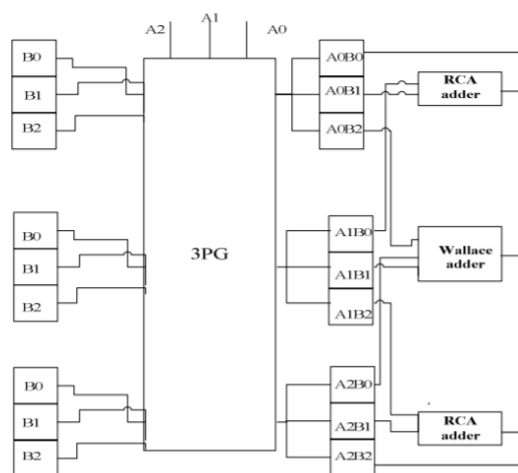 A2 A1 A0
B0
B1
B2
A0B0
A0B1
A0B2
RCA
adder
B0
B1
B2
3PG
A1B0
A1B1
A1B2
Wallace
adder
B0
B1
B2
A2B0
A2B1
A2B2
RCA
adder